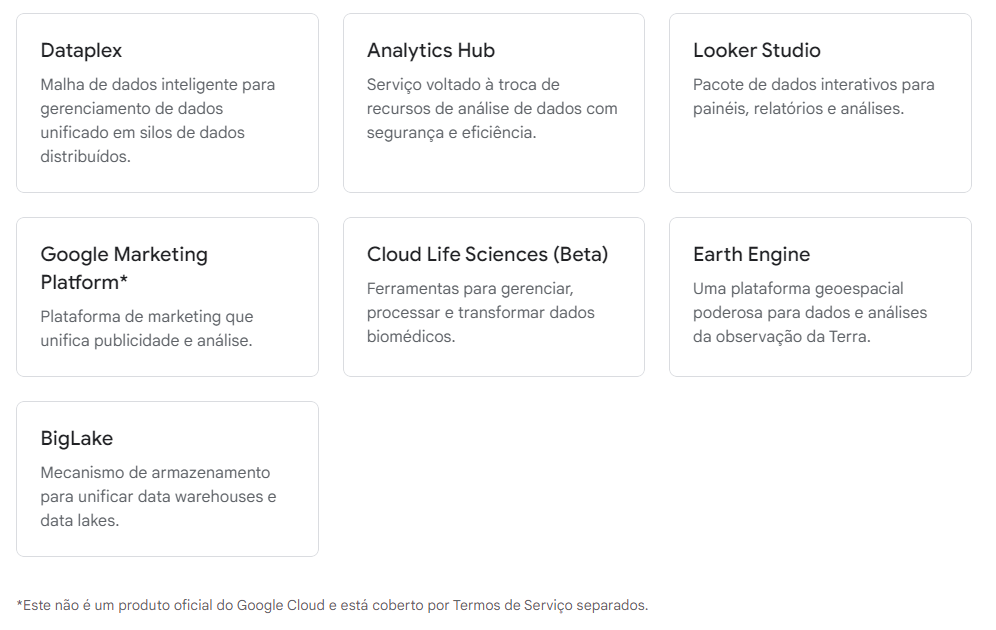 Dataplex
Malha de dados inteligente para
gerenciamento de dados
unificado em silos de dados
distribuídos.
Analytics Hub
Serviço voltado à troca de
recursos de análise de dados com
segurança e eficiência.
Looker Studio
Pacote de dados interativos para
painéis, relatórios e análises.
Google Marketing
Platform*
Plataforma de marketing que
unifica publicidade e análise.
Cloud Life Sciences (Beta)
Ferramentas para gerenciar,
processar e transformar dados
biomédicos.
Earth Engine
Uma plataforma geoespacial
poderosa para dados e análises
da observação da Terra.
BigLake
Mecanismo de armazenamento
para unificar data warehouses e
data lakes.
*Este não é um produto oficial do Google Cloud e está coberto por Termos de Serviço separados.